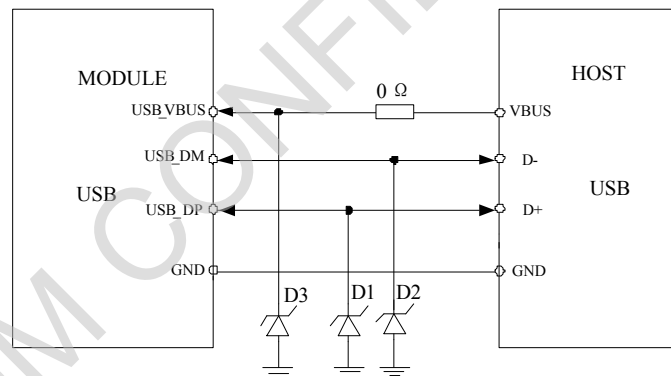 MODULE
HOST
0 Ω
USB_VBUS
VBUS
USB_DM
D-
USB
USB
USB_DP
D+
GND
GND
D3
D1
D2